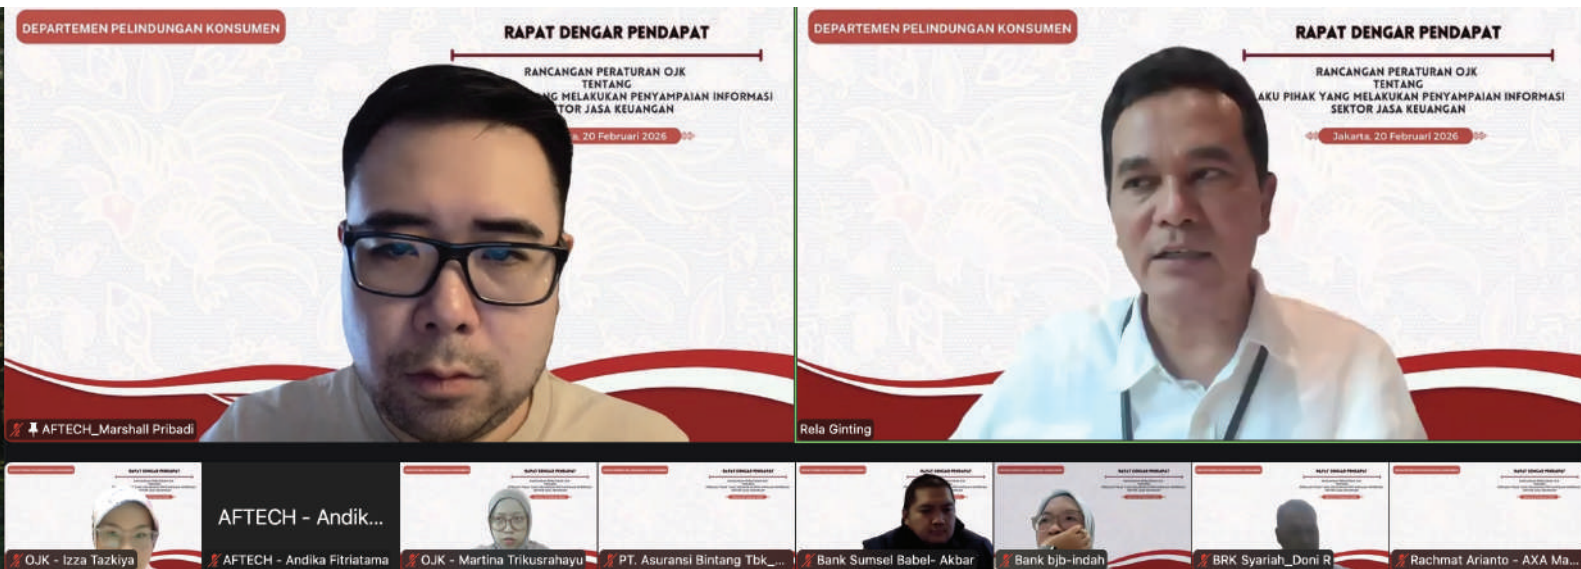 DEPARTEMEN PELINDUNGAN KONSUMEN
RAPAT DENGAR PENDAPAT
RANCANGAN PERATURAN OJK
TENTANG
MELAKUKAN PENYAMPAIAN INFORMASI
JASA KEUANGAN
20 Februari 2026
AFTECH_Marshall Pribadi
DEPARTEMEN PELINDUNGAN KONSUMEN
RAPAT DENGAR PENDAPAT
RANCANGAN PERATURAN OJK
TENTANG
PIHAK YANG MELAKUKAN PENYAMPAIAN INFORMASI
SEKTOR JASA KEUANGAN
Jakarta, 20 Februari 2026
Rela Ginting
OJK - Izza Tazkiya
AFTECH - Andik...
AFTECH - Andika Fitriatama
OJK - Martina Trikusrahayu
PT. Asuransi Bintang Tbk_...
Bank Sumsel Babel- Akbar
Bank bjb-indah
BRK Syariah_Doni R
Rachmat Arianto - AXA Ma...